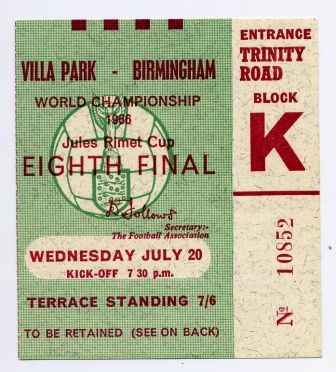 VILLA PARK - BIRMINGHAM
WORLD CHAMPIONSHIP
1966
Jules Rimet Cup
EIGHTH FINAL
D Follows
Secretary:-
The Football Association
WEDNESDAY JULY 20
KICK-OFF 7 30 p.m.
TERRACE STANDING 7/6
TO BE RETAINED (SEE ON BACK)
ENTRANCE
TRINITY
ROAD
BLOCK
K
Nº 10852